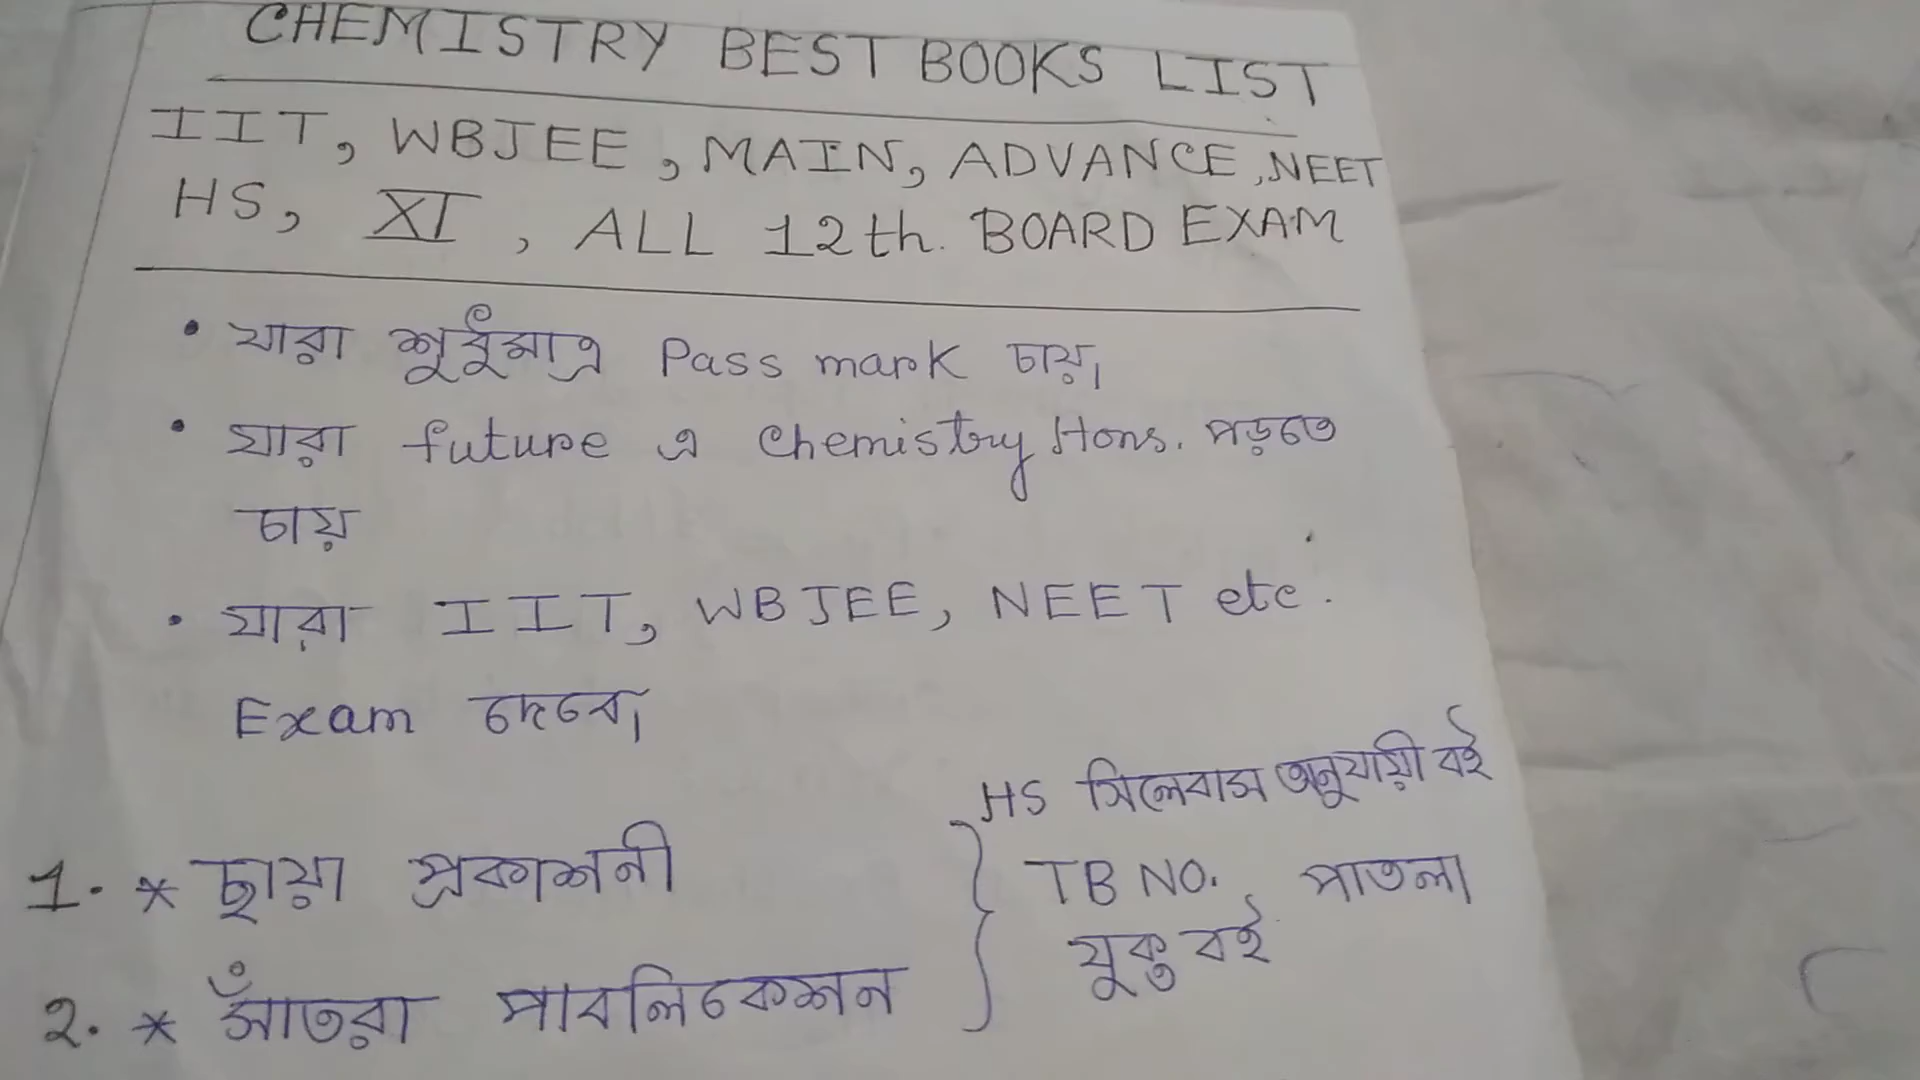 CHEMISTRY BEST BOOKS LIST
IIT, WBJEE, MAIN, ADVANCE, NEET
HS, XI, ALL 12th. BOARD EXAM
• যারা শুধুমাত্র Pass mark চায়,
• যারা future এ Chemistry Hons. পড়তে
চায়
• যারা IIT, WBJEE, NEET etc.
Exam দেবে,
HS সিলেবাস অনুযায়ী বই
1. * ছায়া প্রকাশনী
TB NO. পাতলা
যুক্ত বই
2. * সাঁতরা পাবলিকেশন